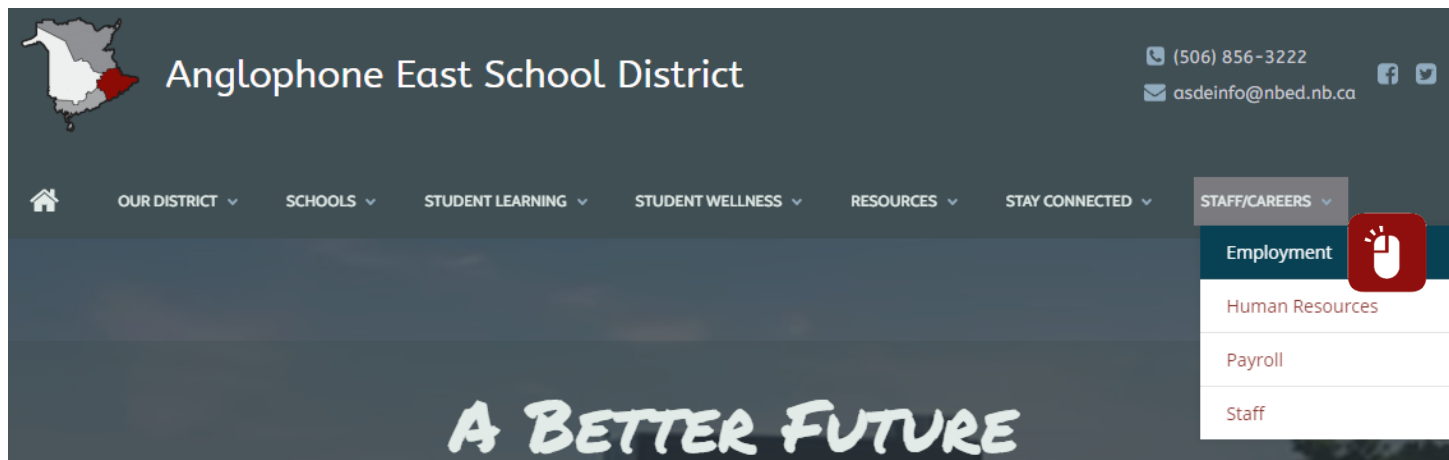 Anglophone East School District
(506) 856-3222
asdeinfo@nbed.nb.ca
OUR DISTRICT SCHOOLS STUDENT LEARNING STUDENT WELLNESS RESOURCES STAY CONNECTED STAFF/CAREERS
Employment
Human Resources
Payroll
Staff
A BETTER FUTURE